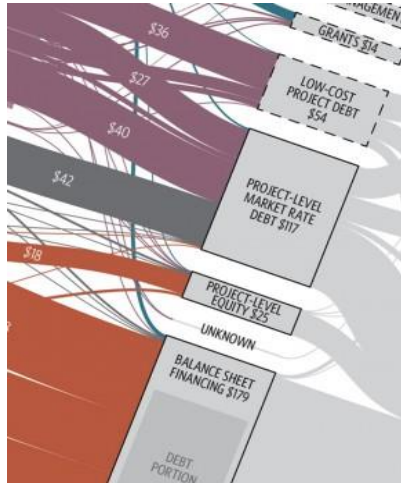 GRANTS $14
$36
LOW-COST
PROJECT DEBT
$54
$27
$40
PROJECT-LEVEL
MARKET RATE
DEBT $117
$42
$18
PROJECT-LEVEL
EQUITY $25
UNKNOWN
BALANCE SHEET
FINANCING $179
DEBT
PORTION